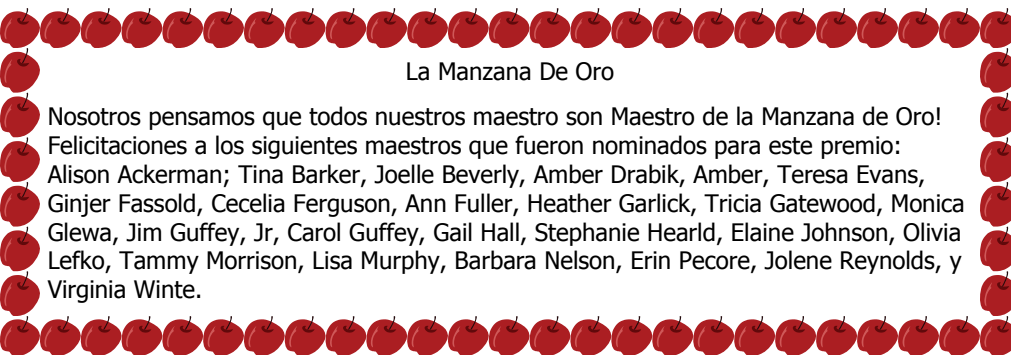 La Manzana De Oro
Nosotros pensamos que todos nuestros maestro son Maestro de la Manzana de Oro!
Felicitaciones a los siguientes maestros que fueron nominados para este premio:
Alison Ackerman; Tina Barker, Joelle Beverly, Amber Drabik, Amber, Teresa Evans,
Ginjer Fassold, Cecelia Ferguson, Ann Fuller, Heather Garlick, Tricia Gatewood, Monica
Glewa, Jim Guffey, Jr, Carol Guffey, Gail Hall, Stephanie Hearld, Elaine Johnson, Olivia
Lefko, Tammy Morrison, Lisa Murphy, Barbara Nelson, Erin Pecore, Jolene Reynolds, y
Virginia Winte.